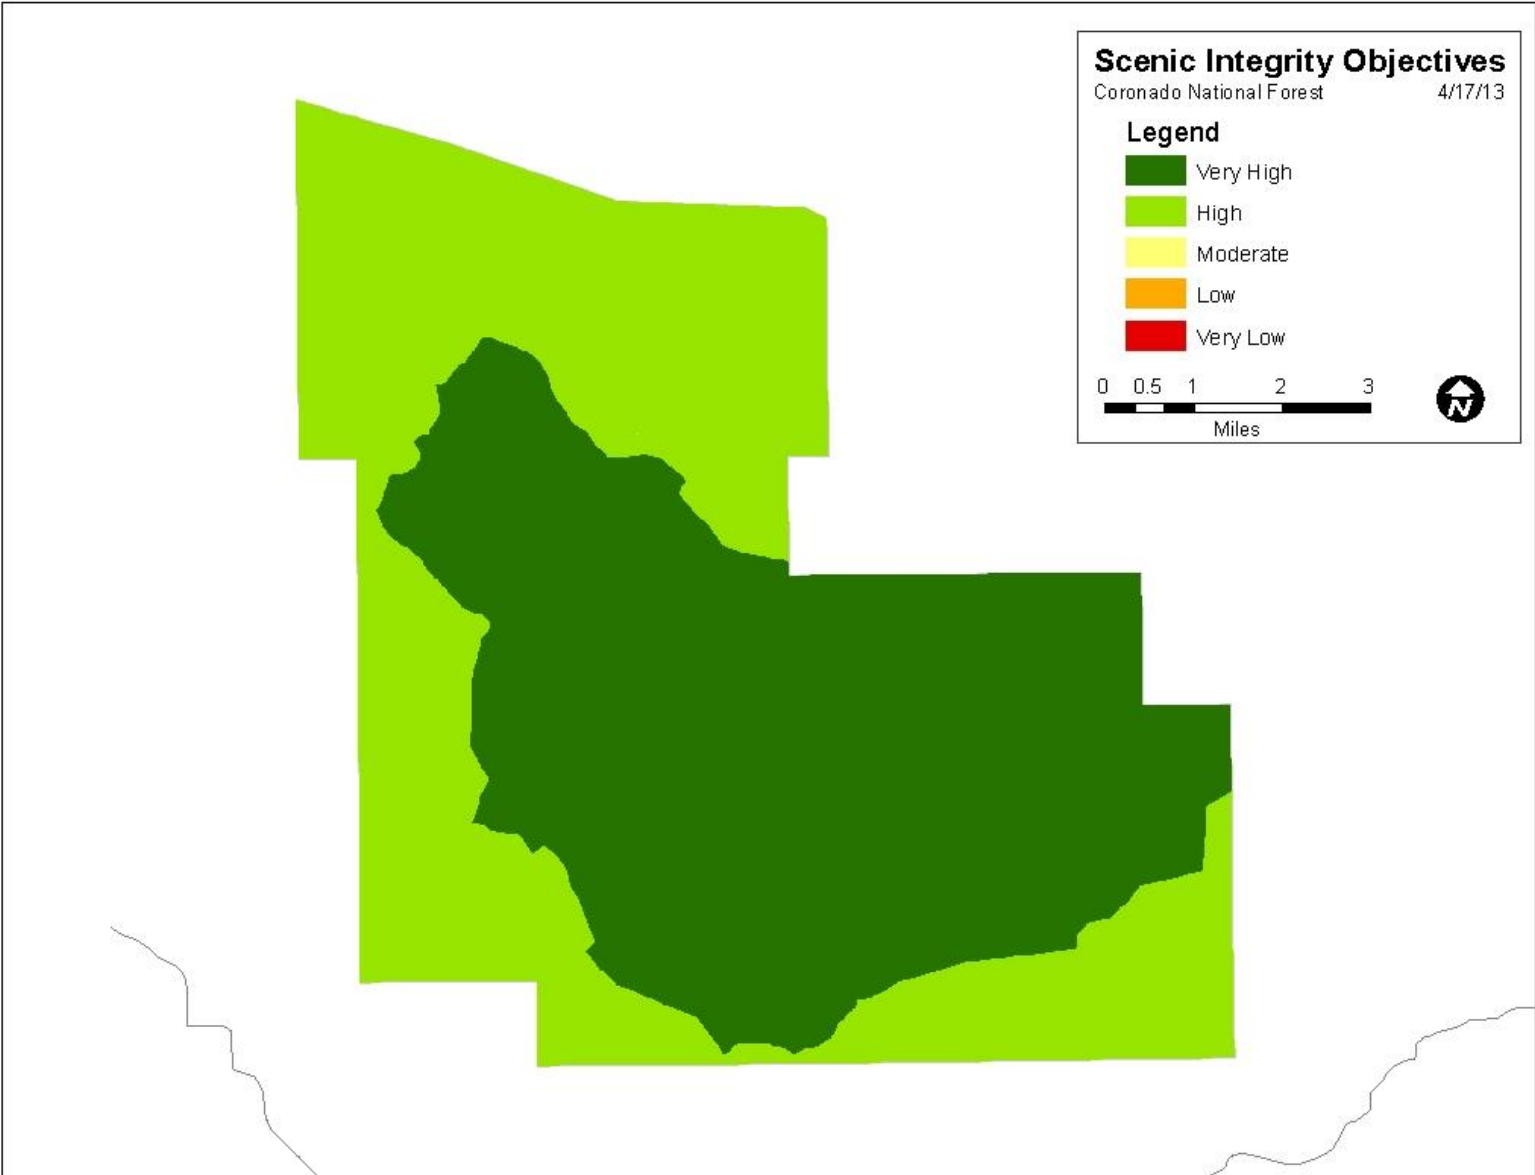 Scenic Integrity Objectives
Coronado National Forest 4/17/13
Legend
Very High
High
Moderate
Low
Very Low
0 0.5 1 2 3
Miles
N